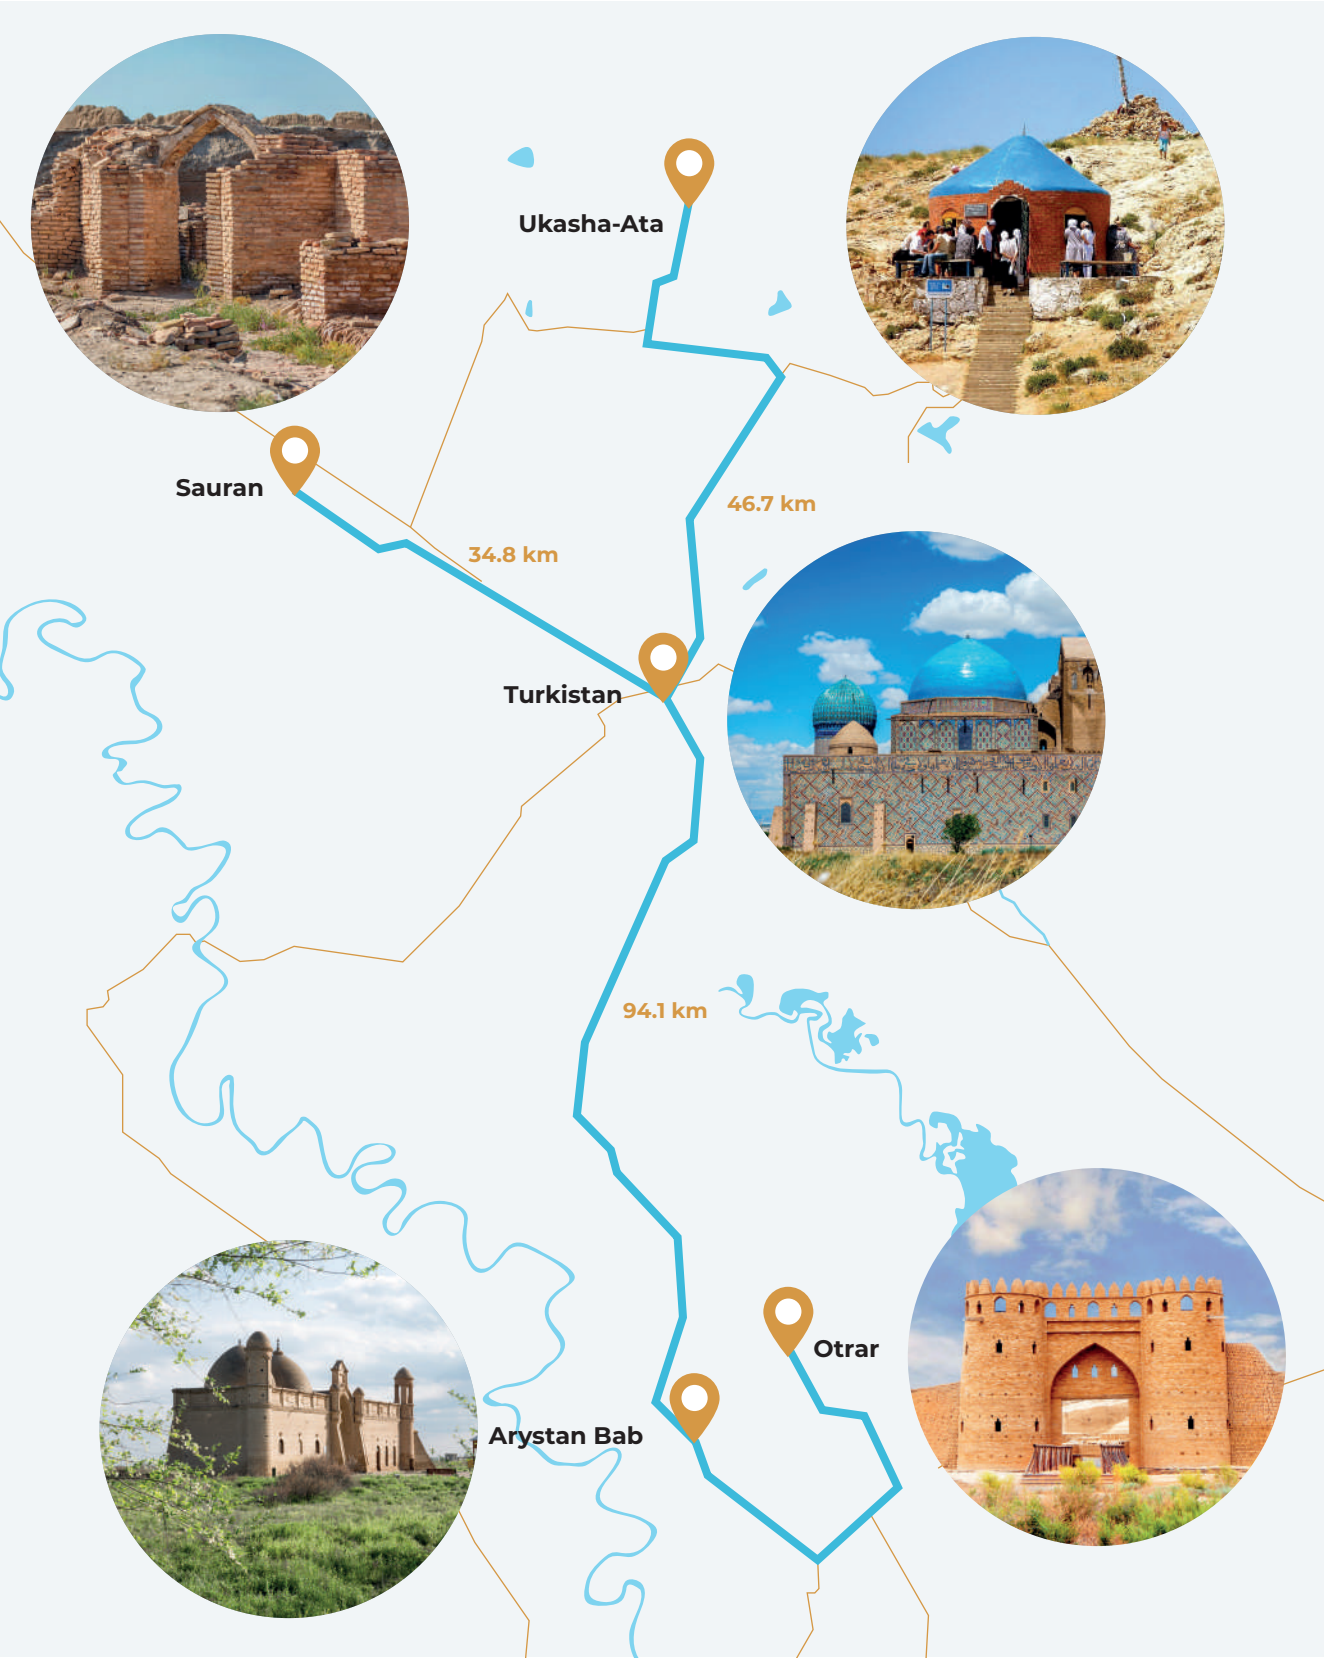 Ukasha-Ata
Sauran
46.7 km
34.8 km
Turkistan
94.1 km
Otrar
Arystan Bab